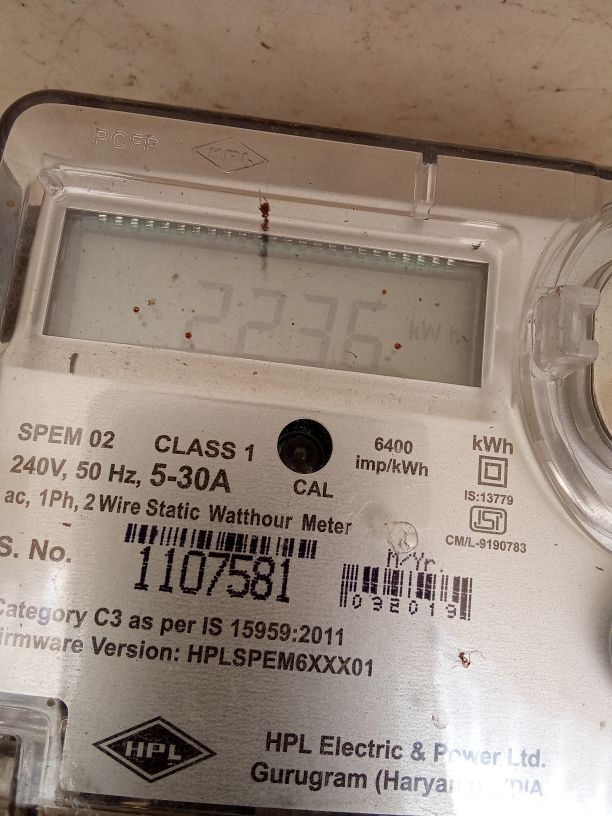 PCFR HPL
2236 kWh
SPEM 02 CLASS 1
240V, 50 Hz, 5-30A
6400
imp/kWh
kWh
CAL
IS:13779
ISI
CM/L-9190783
ac, 1Ph, 2 Wire Static Watthour Meter
S. No.
1107581
M/Yr.
Category C3 as per IS 15959:2011
Firmware Version: HPLSPEM6XXX01
HPL
HPL Electric & Power Ltd.
Gurugram (Haryana) INDIA